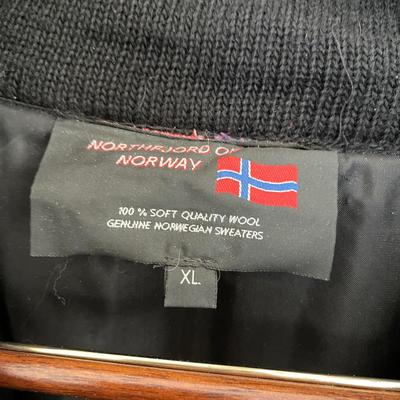 NORTHFJORD OF
NORWAY
100 % SOFT QUALITY WOOL
GENUINE NORWEGIAN SWEATERS
XL